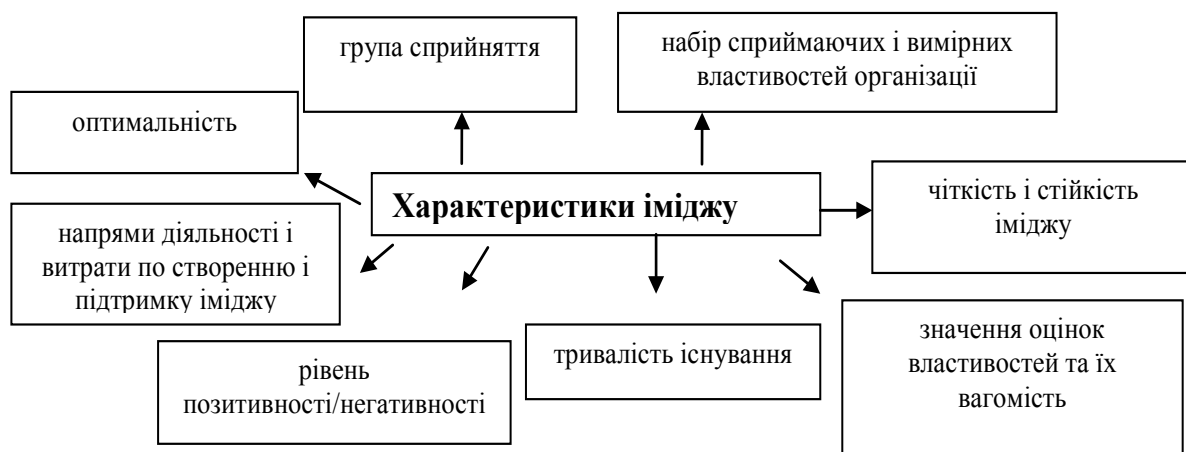 група сприйняття
набір сприймаючих і вимірних
властивостей організації
оптимальність
Характеристики іміджу
чіткість і стійкість
іміджу
напрями діяльності і
витрати по створенню і
підтримку іміджу
рівень
позитивності/негативності
тривалість існування
значення оцінок
властивостей та їх
вагомість